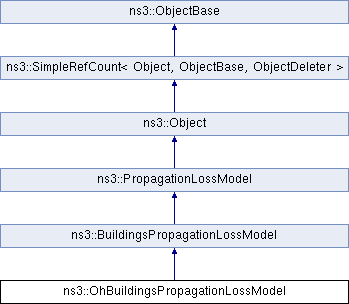 ns3::ObjectBase
ns3::SimpleRefCount< Object, ObjectBase, ObjectDeleter >
ns3::Object
ns3::PropagationLossModel
ns3::BuildingsPropagationLossModel
ns3::OhBuildingsPropagationLossModel